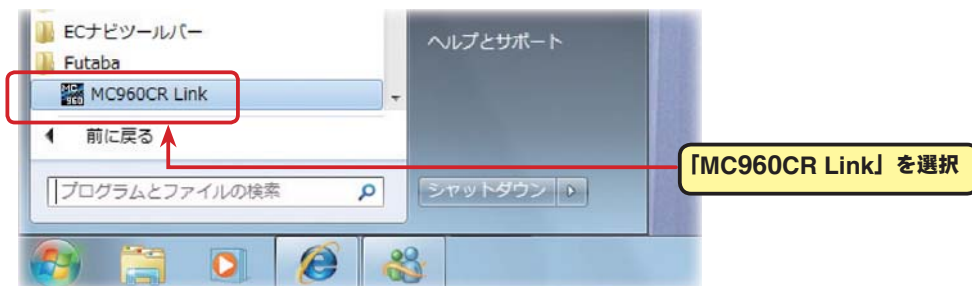 ECナビツールバー
Futaba
MC960CR Link
前に戻る
プログラムとファイルの検索
ヘルプとサポート
シャットダウン
「MC960CR Link」を選択